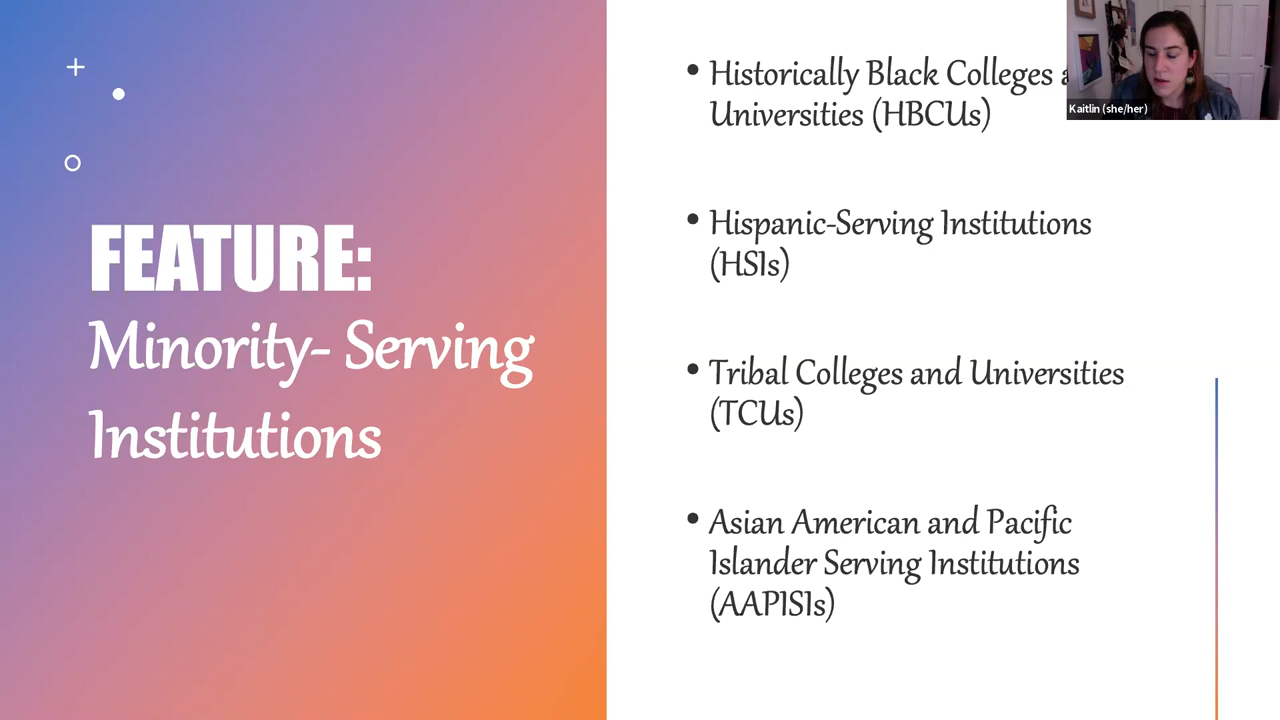 FEATURE:
Minority- Serving
Institutions
• Historically Black Colleges
Universities (HBCUs)
• Hispanic-Serving Institutions
(HSIs)
• Tribal Colleges and Universities
(TCUs)
• Asian American and Pacific
Islander Serving Institutions
(AAPISIs)
Kaitlin (she/her)